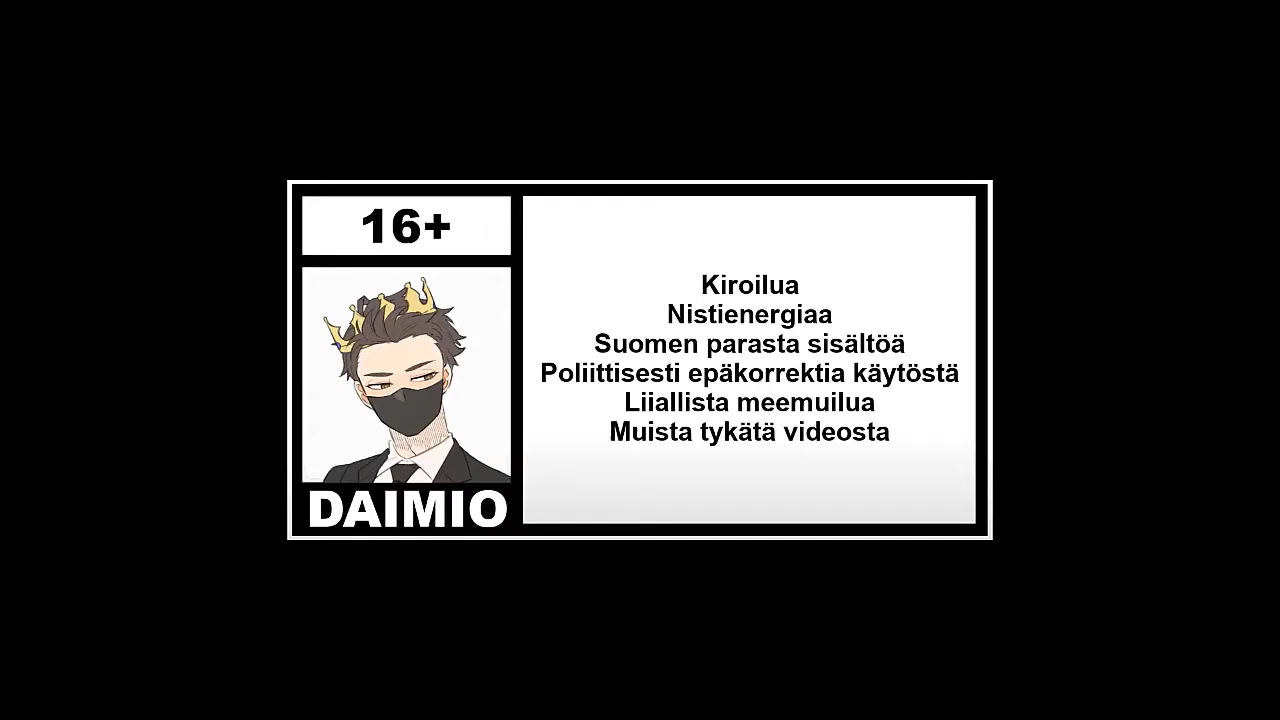 16+
DAIMIO
Kiroilua
Nistienergiaa
Suomen parasta sisältöä
Poliittisesti epäkorrektia käytöstä
Liiallista meemuilua
Muista tykätä videosta